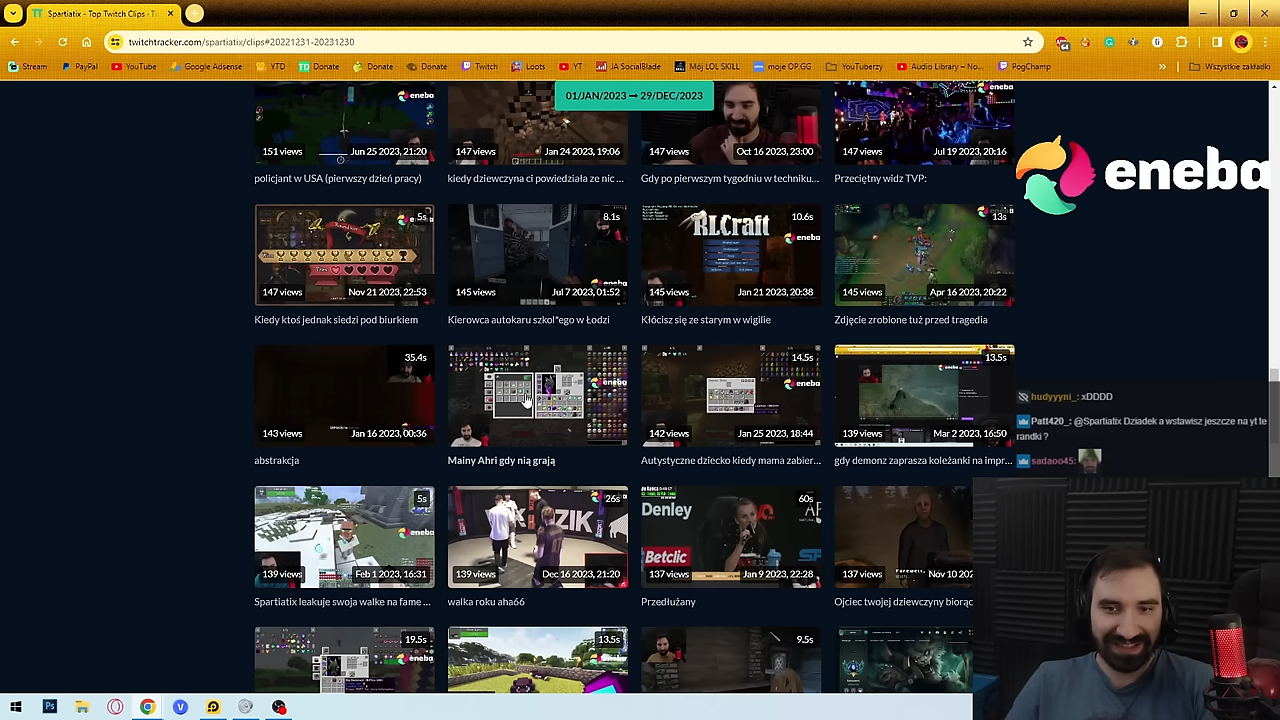 Spartiatix - Top Twitch Clips - Tw
twitchtracker.com/spartiatix/clips#20221231-20231230
Stream
PayPal
YouTube
Google Adsense
YTD
Donate
Donate
Donate
Twitch
Loots
YT
JA SocialBlade
Mój LOL SKILL
moje OP.GG
YouTuberzy
Audio Library – No...
PogChamp
»
Wszystkie zakładki
01/JAN/2023 → 29/DEC/2023
eneba
151 views
Jun 25 2023, 21:20
147 views
Jan 24 2023, 19:06
147 views
Oct 16 2023, 23:00
147 views
Jul 19 2023, 20:16
policjant w USA (pierwszy dzień pracy)
kiedy dziewczyna ci powiedziała ze nic ...
Gdy po pierwszym tygodniu w techniku...
Przeciętny widz TVP:
eneba
5s
147 views
Nov 21 2023, 22:53
8.1s
145 views
Jul 7 2023, 01:52
RLCraft
10.6s
eneba
145 views
Jan 21 2023, 20:38
13s
145 views
Apr 16 2023, 20:22
Kiedy ktoś jednak siedzi pod biurkiem
Kierowca autokaru szkol*ego w Łodzi
Kłócisz się ze starym w wigilie
Zdjęcie zrobione tuż przed tragedia
35.4s
143 views
Jan 16 2023, 00:36
eneba
14.5s
eneba
142 views
Jan 25 2023, 18:44
13.5s
139 views
Mar 2 2023, 16:50
abstrakcja
Mainy Ahri gdy nią grają
Autystyczne dziecko kiedy mama zabier...
gdy demonz zaprasza koleżanki na impr...
hudyyyni_: xDDDD
Patt420_: @Spartiatix Dziadek a wstawisz jeszcze na yt te
randki ?
sadaoo45:
5s
eneba
139 views
Feb 1 2023, 16:31
26s
139 views
Dec 16 2023, 21:20
60s
Denley
Betclic
137 views
Jan 9 2023, 22:28
137 views
Nov 10 202
Spartiatix leakuje swoja walke na fame ...
walka roku aha66
Przedłużany
Ojciec twojej dziewczyny biorąc
19.5s
eneba
13.5s
9.5s